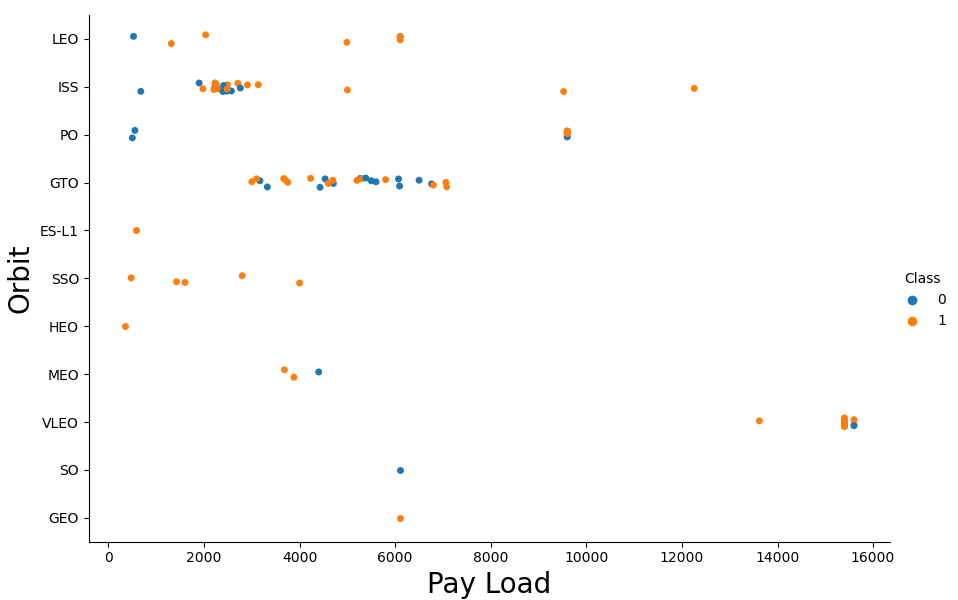 LEO
ISS
PO
GTO
ES-L1
SSO
HEO
MEO
VLEO
SO
GEO
Orbit
0 2000 4000 6000 8000 10000 12000 14000 16000
Pay Load
Class
0
1